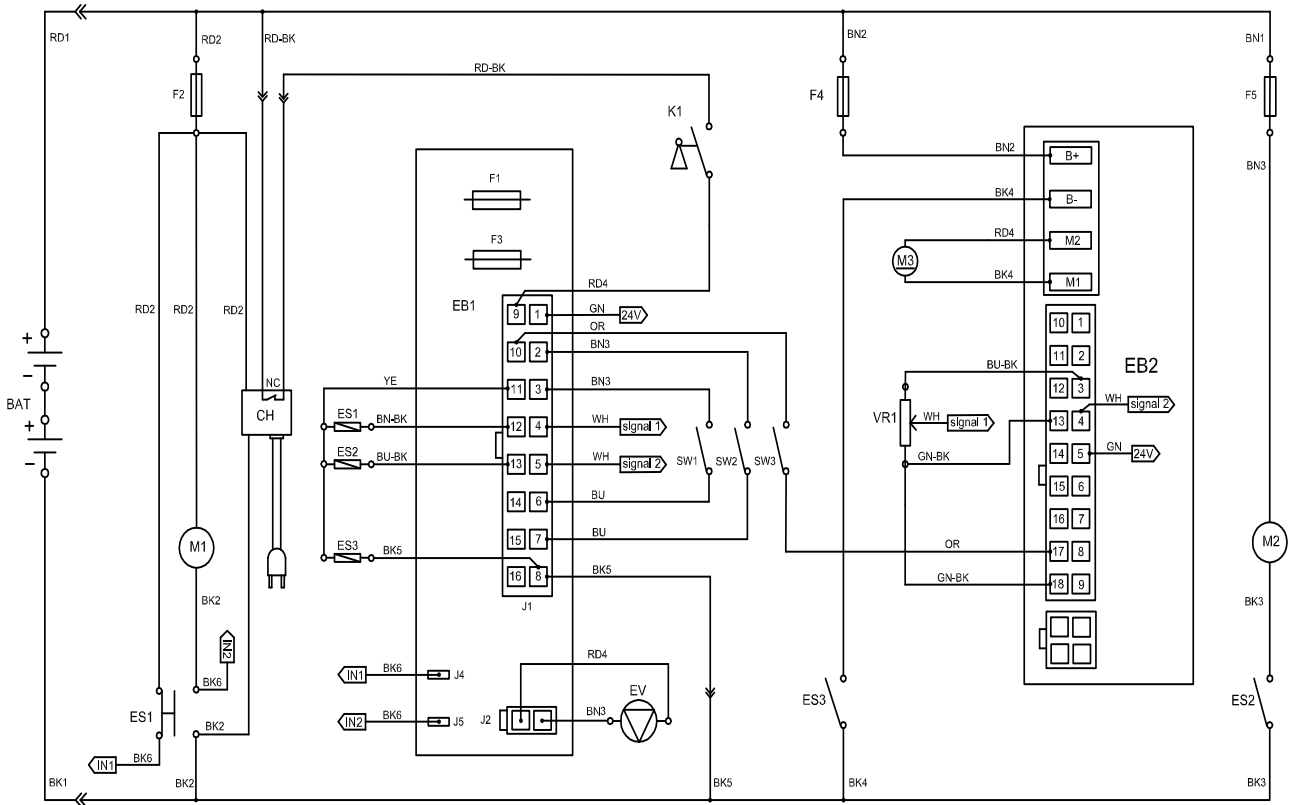 RD1
RD2
RD-BK
BN2
BN1
RD-BK
F2
K1
F4
F5
BN2
B+
BN3
F1
BK4
B-
F3
RD4
M2
M3
BK4
M1
RD4
EB1
9 1
GN
24V
OR
10 1
RD2
RD2
RD2
10 2
BN3
11 2
EB2
+
-
BAT
+
-
NC
CH
YE
11 3
BN3
BU-BK
12 3
WH
signal 2
ES1
BN-BK
12 4
WH
signal 1
VR1
WH
signal 1
13 4
ES2
BU-BK
13 5
WH
signal 2
SW1
SW2
SW3
GN-BK
14 5
GN
24V
14 6
BU
15 6
15 7
BU
16 7
M1
ES3
BK5
OR
17 8
M2
16 8
BK5
GN-BK
18 9
J1
BK2
BK3
IN2
RD4
IN1
BK6
J4
BK6
EV
ES3
ES2
ES1
BK2
IN2
BK6
J5
J2
BN3
IN1
BK6
BK1
BK2
BK5
BK4
BK3